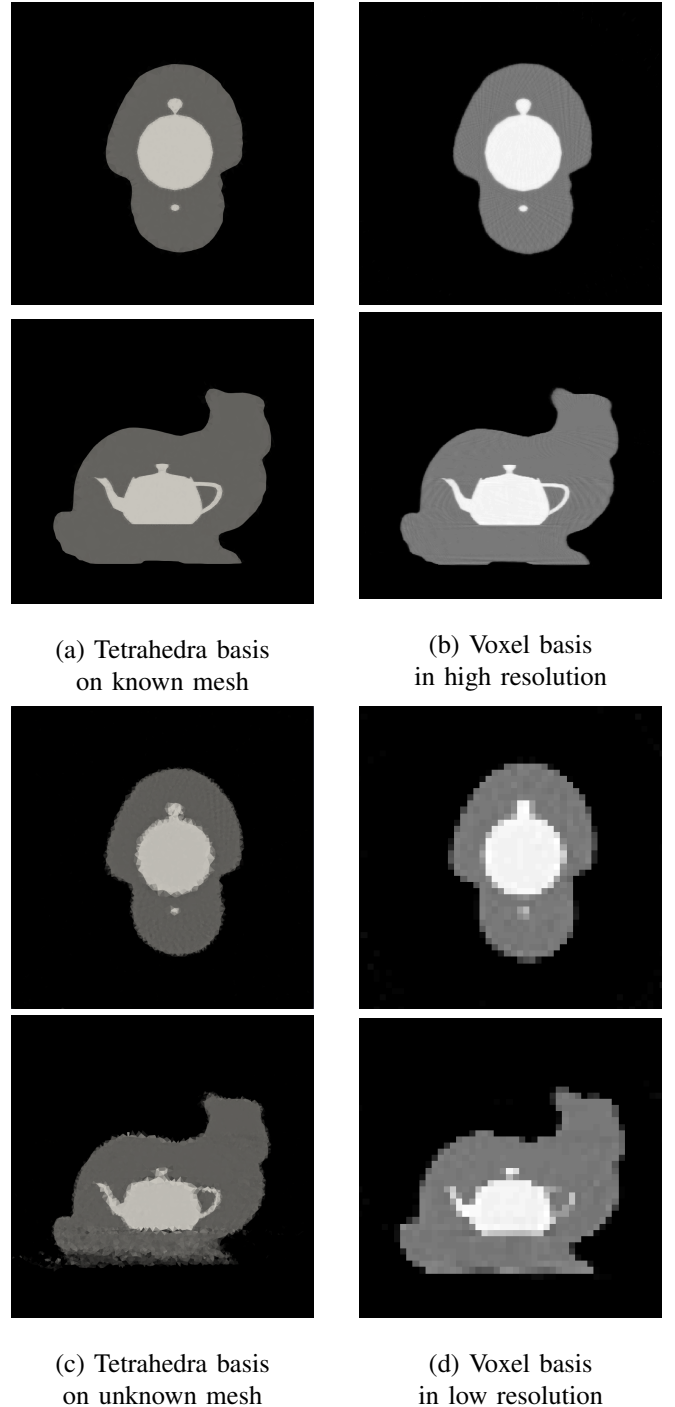 (a) Tetrahedra basis
on known mesh
(b) Voxel basis
in high resolution
(c) Tetrahedra basis
on unknown mesh
(d) Voxel basis
in low resolution